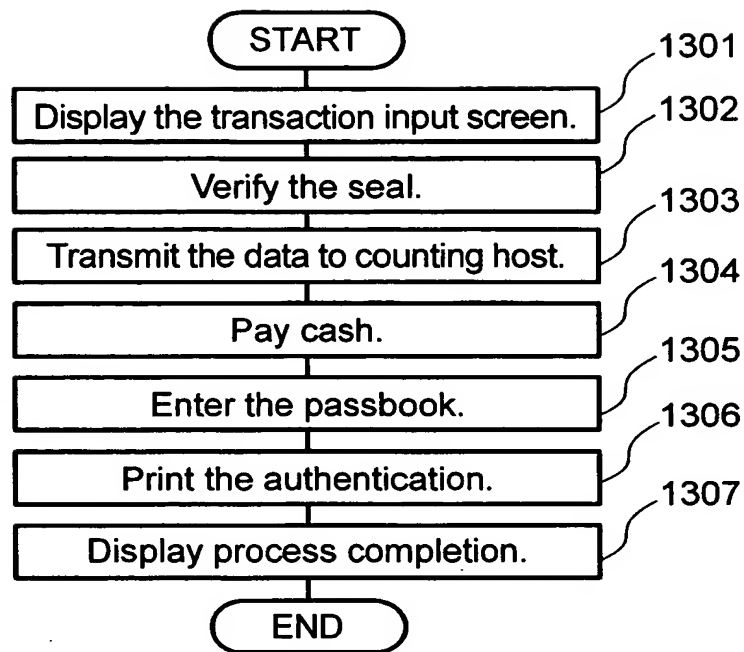 START
1301
Display the transaction input screen.
1302
Verify the seal.
1303
Transmit the data to counting host.
1304
Pay cash.
1305
Enter the passbook.
1306
Print the authentication.
1307
Display process completion.
END